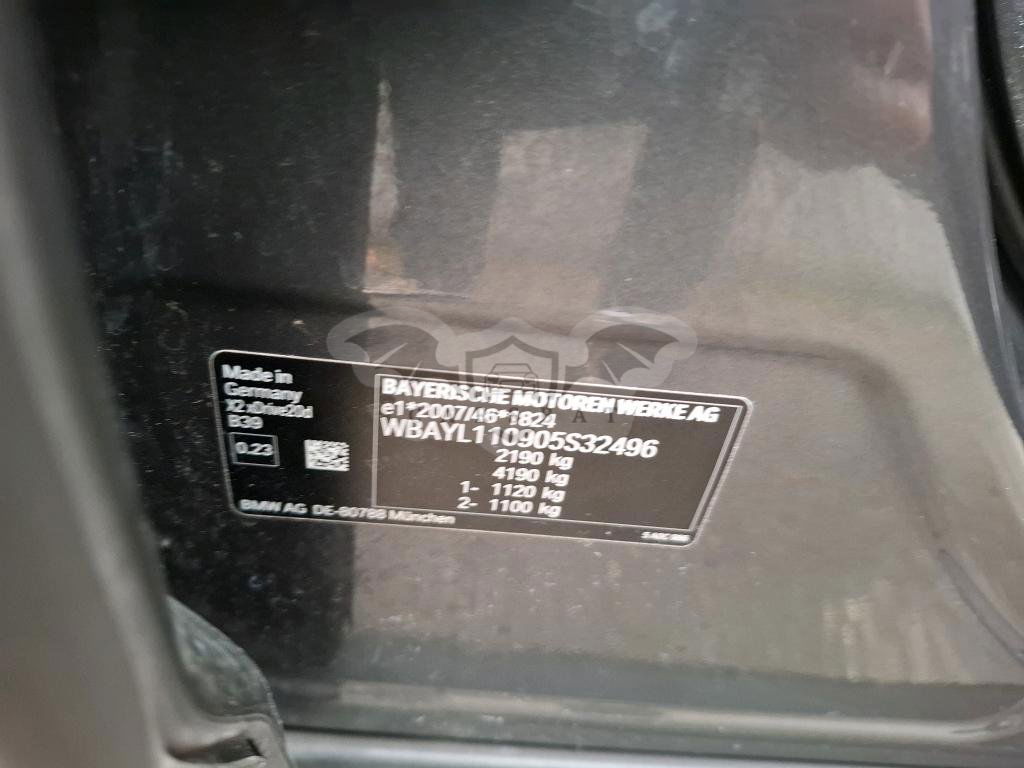 Made in
Germany
X2 xDrive20d
B39
0.23
BAYERISCHE MOTOREN WERKE AG
e1*2007/46*1824
WBAYL110905S32496
2190 kg
4190 kg
1- 1120 kg
2- 1100 kg
BMW AG DE-80788 München